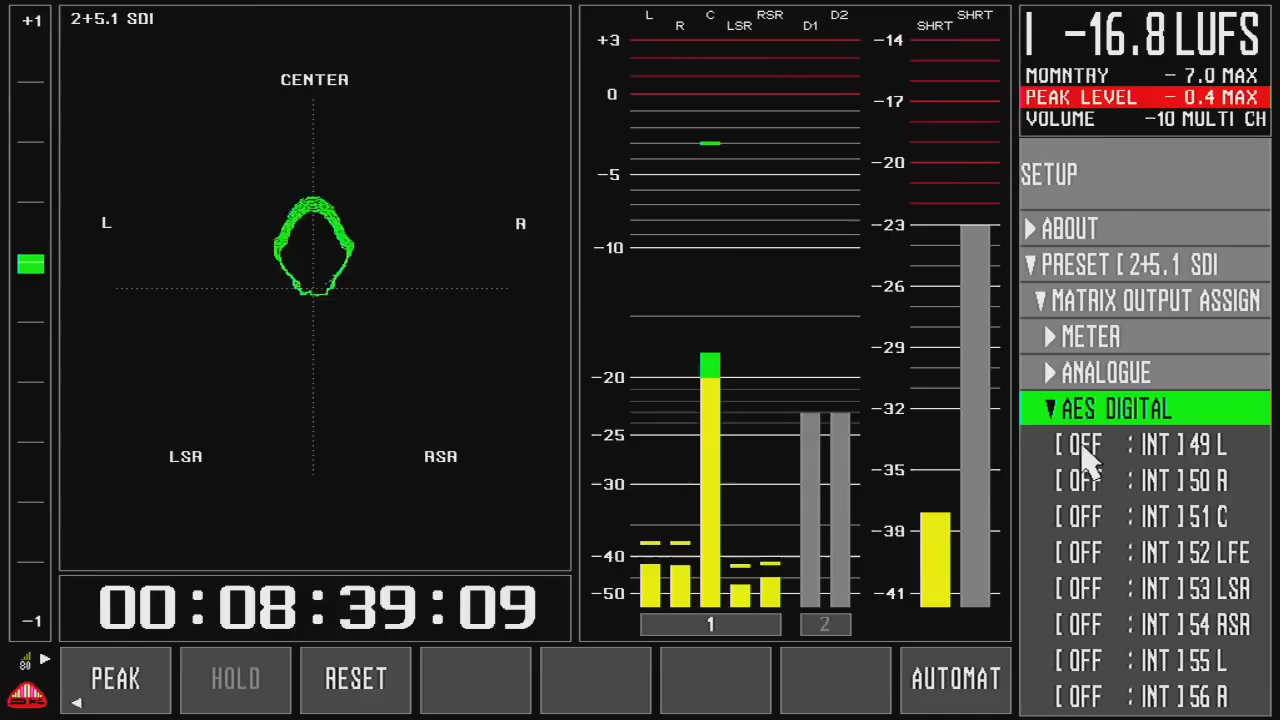 +1
2+5.1 SDI
CENTER
L
R
LSR
RSR
-1
00:08:39:09
L R C LSR RSR D1 D2
+3
0
-5
-10
-20
-25
-30
-40
-50
1
2
SHRT SHRT
-14
-17
-20
-23
-26
-29
-32
-35
-38
-41
I -16.8 LUFS
MOMNTRY - 7.0 MAX
PEAK LEVEL - 0.4 MAX
VOLUME -10 MULTI CH
SETUP
ABOUT
PRESET [ 2+5.1 SDI
MATRIX OUTPUT ASSIGN
METER
ANALOGUE
AES DIGITAL
[ OFF : INT ] 49 L
[ OFF : INT ] 50 R
[ OFF : INT ] 51 C
[ OFF : INT ] 52 LFE
[ OFF : INT ] 53 LSR
[ OFF : INT ] 54 RSR
[ OFF : INT ] 55 L
[ OFF : INT ] 56 R
80
PEAK
HOLD
RESET
AUTOMAT